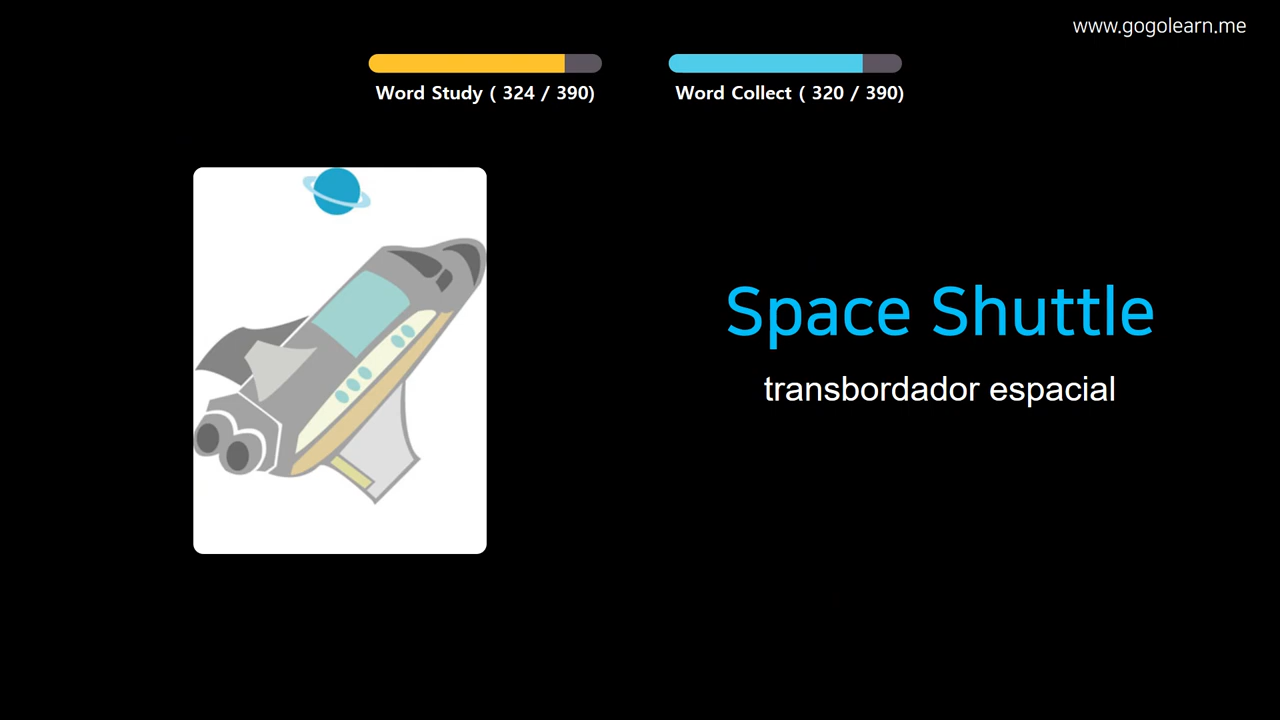 www.gogolearn.me
Word Study ( 324 / 390)
Word Collect ( 320 / 390)
Space Shuttle
transbordador espacial